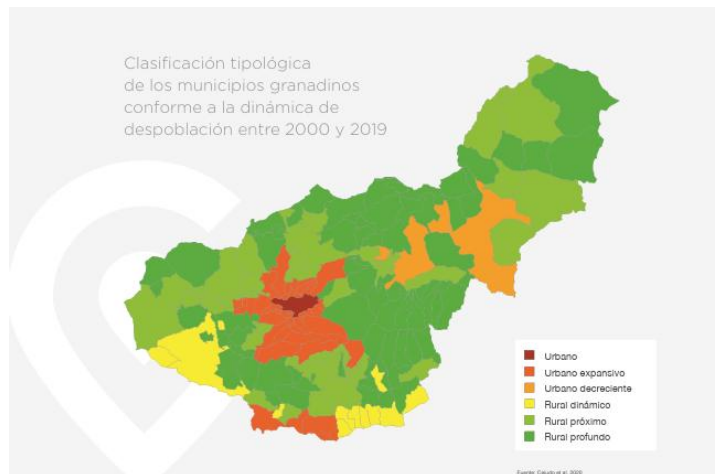 Clasificación tipológica
de los municipios granadinos
conforme a la dinámica de
despoblación entre 2000 y 2019
Urbano
Urbano expansivo
Urbano decreciente
Rural dinámico
Rural próximo
Rural profundo